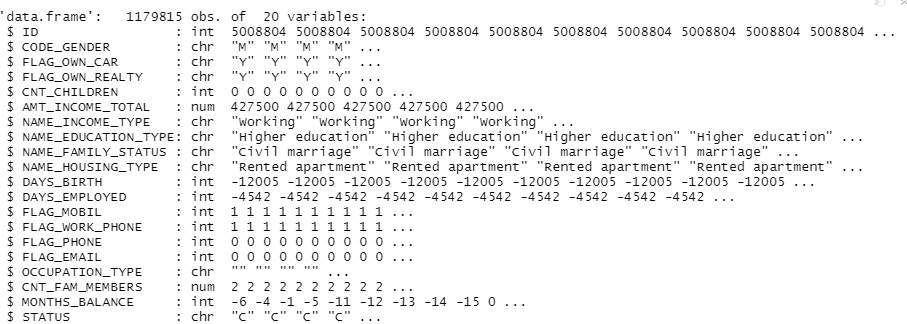 'data.frame':	1179815 obs. of  20 variables:
 $ ID                 : int  5008804 5008804 5008804 5008804 5008804 5008804 5008804 5008804 5008804 5008804 ...
 $ CODE_GENDER        : chr  "M" "M" "M" "M" ...
 $ FLAG_OWN_CAR       : chr  "Y" "Y" "Y" "Y" ...
 $ FLAG_OWN_REALTY    : chr  "Y" "Y" "Y" "Y" ...
 $ CNT_CHILDREN       : int  0 0 0 0 0 0 0 0 0 0 ...
 $ AMT_INCOME_TOTAL   : num  427500 427500 427500 427500 427500 ...
 $ NAME_INCOME_TYPE   : chr  "Working" "Working" "Working" "Working" ...
 $ NAME_EDUCATION_TYPE: chr  "Higher education" "Higher education" "Higher education" "Higher education" ...
 $ NAME_FAMILY_STATUS : chr  "Civil marriage" "Civil marriage" "Civil marriage" "Civil marriage" ...
 $ NAME_HOUSING_TYPE  : chr  "Rented apartment" "Rented apartment" "Rented apartment" "Rented apartment" ...
 $ DAYS_BIRTH         : int  -12005 -12005 -12005 -12005 -12005 -12005 -12005 -12005 -12005 -12005 ...
 $ DAYS_EMPLOYED      : int  -4542 -4542 -4542 -4542 -4542 -4542 -4542 -4542 -4542 -4542 ...
 $ FLAG_MOBIL         : int  1 1 1 1 1 1 1 1 1 1 ...
 $ FLAG_WORK_PHONE    : int  1 1 1 1 1 1 1 1 1 1 ...
 $ FLAG_PHONE         : int  0 0 0 0 0 0 0 0 0 0 ...
 $ FLAG_EMAIL         : int  0 0 0 0 0 0 0 0 0 0 ...
 $ OCCUPATION_TYPE    : chr  "" "" "" "" ...
 $ CNT_FAM_MEMBERS    : num  2 2 2 2 2 2 2 2 2 2 ...
 $ MONTHS_BALANCE     : int  -6 -4 -1 -5 -11 -12 -13 -14 -15 0 ...
 $ STATUS             : chr  "C" "C" "C" "C" ...